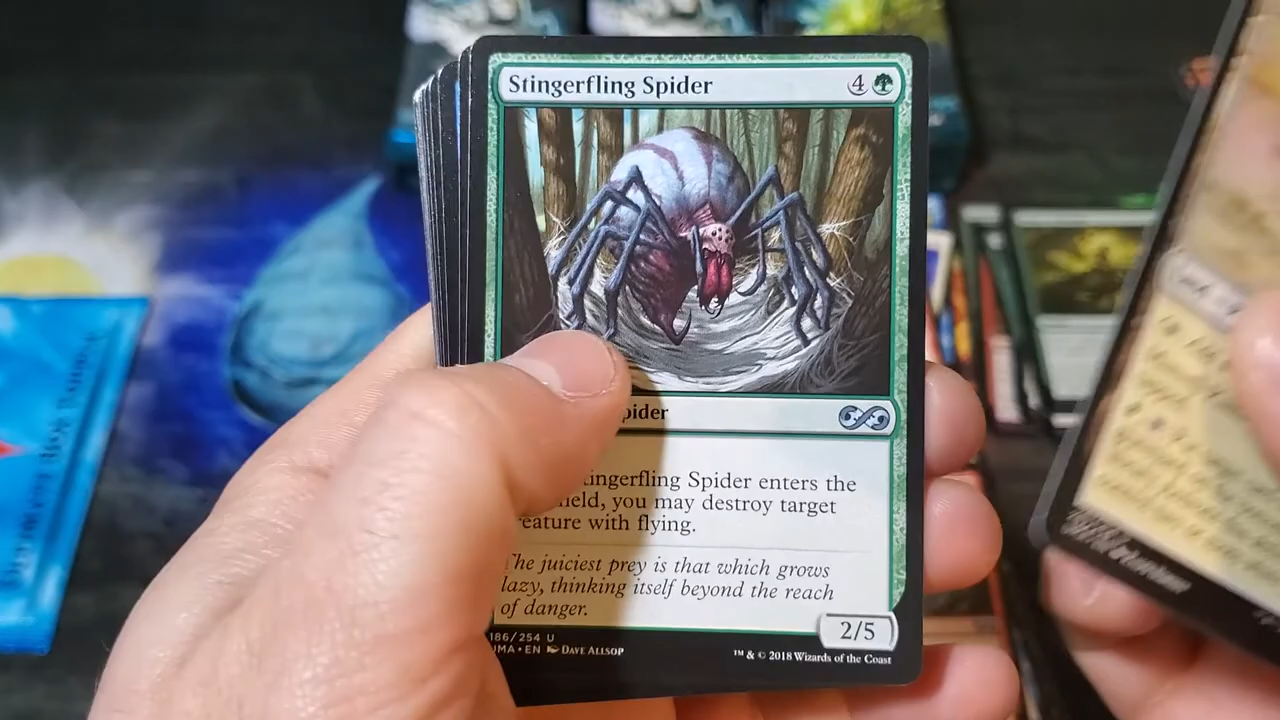 Stingerfling Spider 4
pider
tingerfling Spider enters the
ield, you may destroy target
eature with flying.
The juiciest prey is that which grows
lazy, thinking itself beyond the reach
of danger.
2/5
186/254 U
UMA • EN DAVE ALLSOP
™ & © 2018 Wizards of the Coast